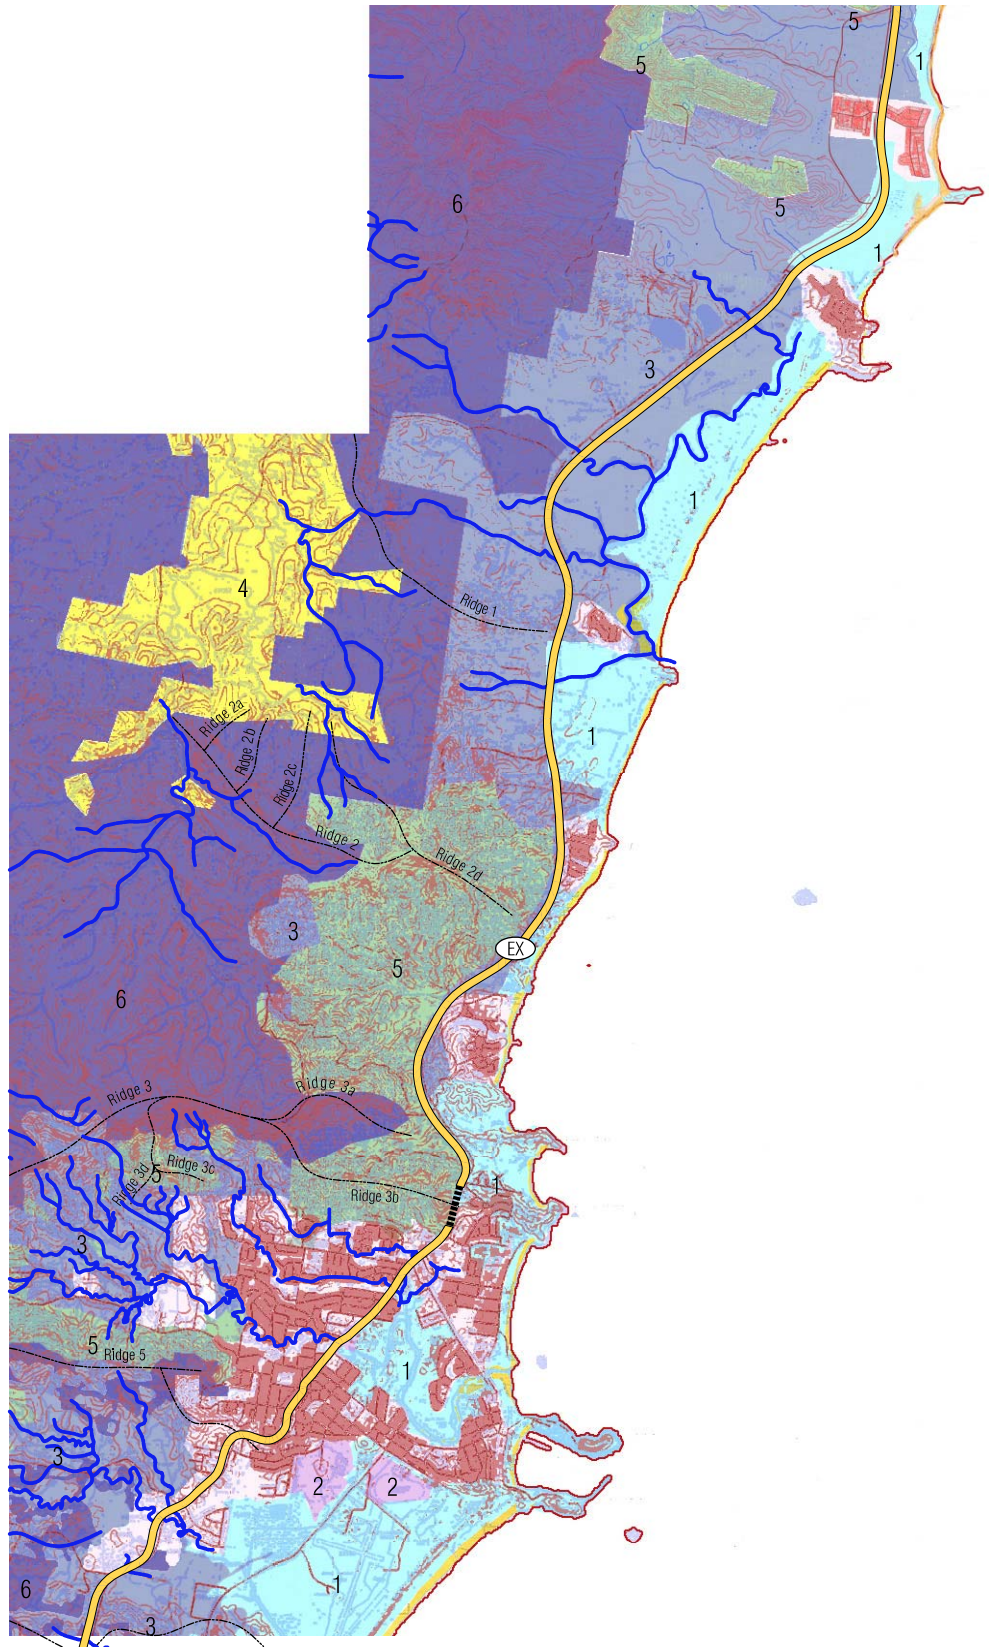 5
1
5
6
5
1
3
1
4
Ridge 1
Ridge 2a
Ridge 2b
Ridge 2c
1
Ridge 2
Ridge 2d
3
EX
5
6
Ridge 3
Ridge 3a
Ridge 3c
5
Ridge 3d
1
Ridge 3b
3
5
Ridge 5
1
3
2
2
6
1
3